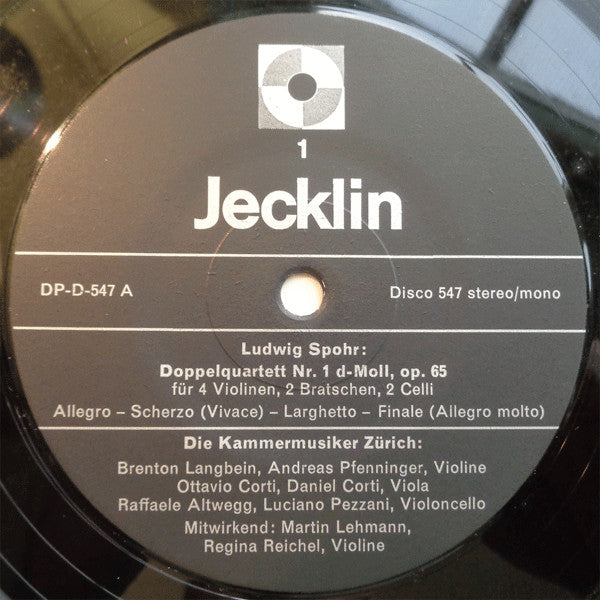 1
Jecklin
DP-D-547 A
Disco 547 stereo/mono
Ludwig Spohr:
Doppelquartett Nr. 1 d-Moll, op. 65
für 4 Violinen, 2 Bratschen, 2 Celli
Allegro – Scherzo (Vivace) – Larghetto – Finale (Allegro molto)
Die Kammermusiker Zürich:
Brenton Langbein, Andreas Pfenninger, Violine
Ottavio Corti, Daniel Corti, Viola
Raffaele Altwegg, Luciano Pezzani, Violoncello
Mitwirkend: Martin Lehmann,
Regina Reichel, Violine